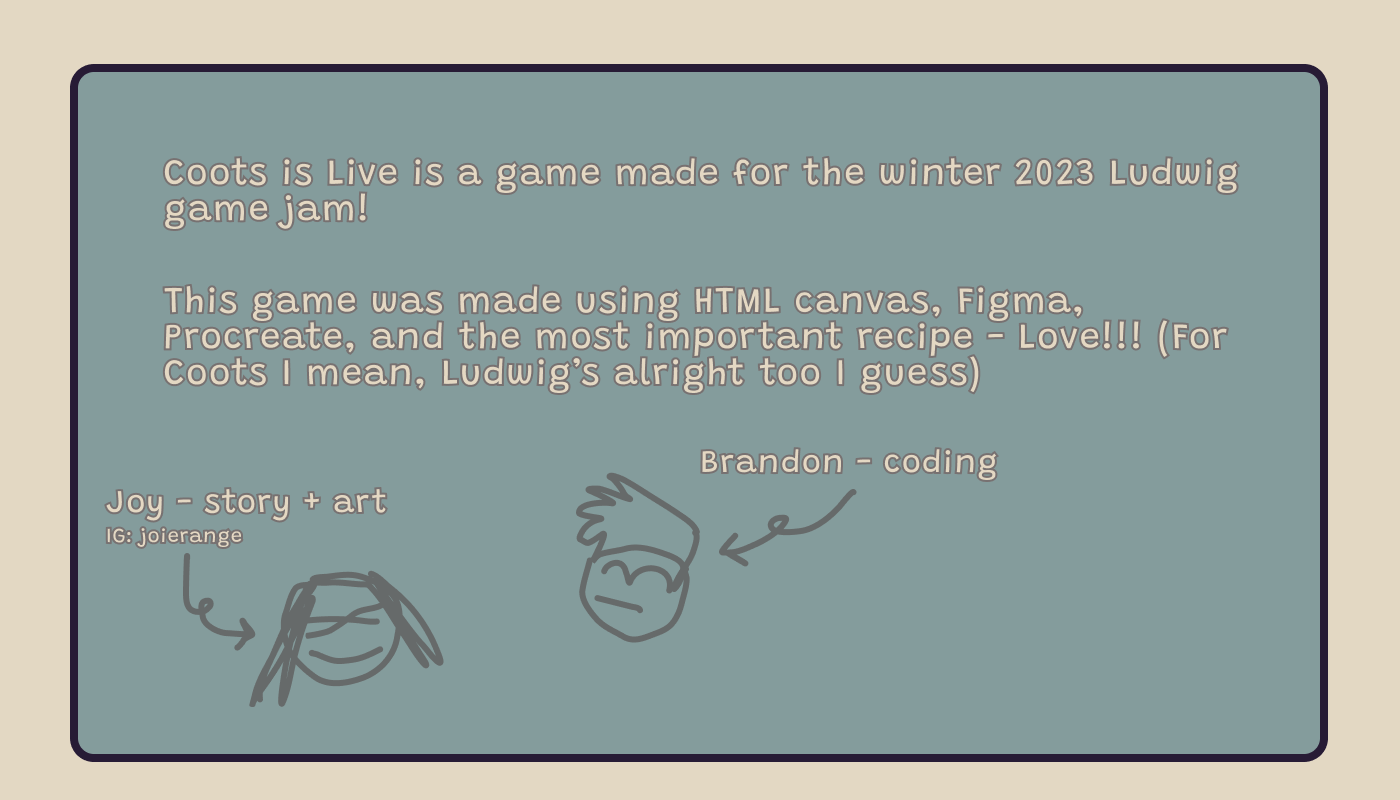 Coots is Live is a game made for the winter 2023 Ludwig
game jam!
This game was made using HTML canvas, Figma,
Procreate, and the most important recipe - Love!!! (For
Coots I mean, Ludwig's alright too I guess)
Brandon - coding
Joy - story + art
IG: joierange